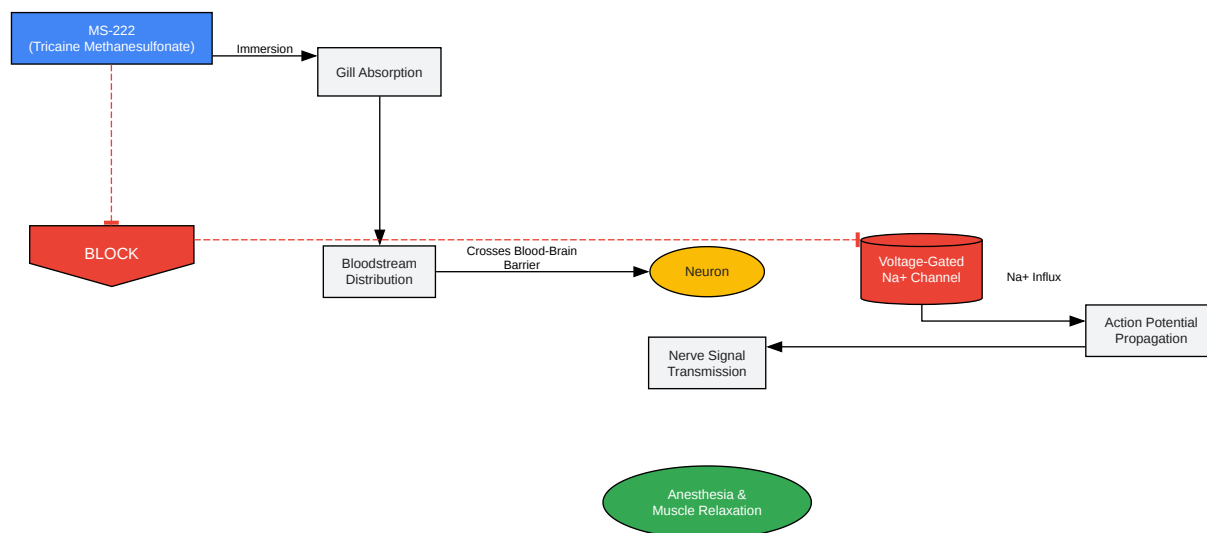 MS-222
(Tricaine Methanesulfonate)
Immersion
Gill Absorption
BLOCK
Bloodstream
Distribution
Crosses Blood-Brain
Barrier
Neuron
Voltage-Gated
Na+ Channel
Na+ Influx
Action Potential
Propagation
Nerve Signal
Transmission
Anesthesia &
Muscle Relaxation